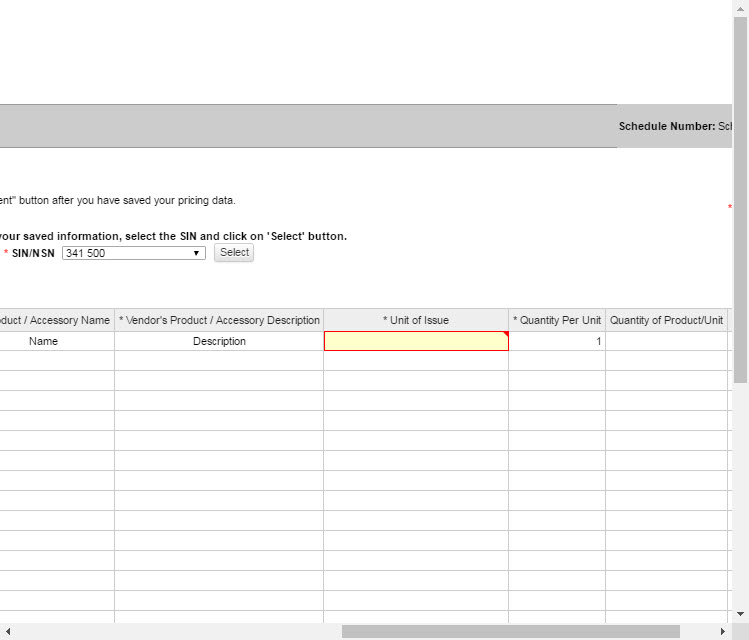 Schedule Number:
ent" button after you have saved your pricing data.
*
your saved information, select the SIN and click on 'Select' button.
* SIN/NSN 341 500 Select
oduct / Accessory Name * Vendor's Product / Accessory Description * Unit of Issue * Quantity Per Unit Quantity of Product/Unit
Name Description 1